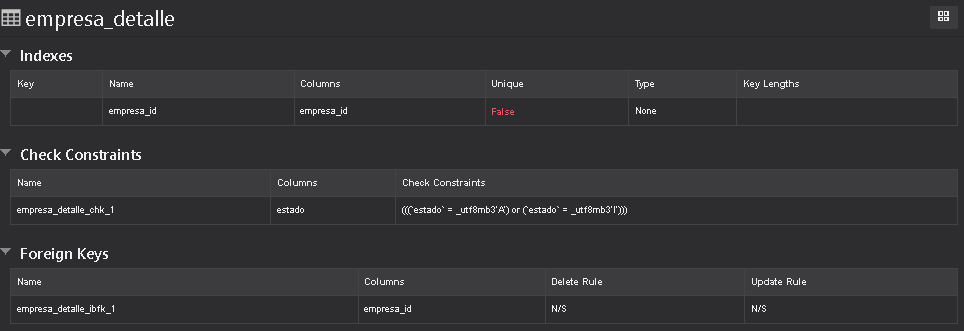 empresa_detalle
Indexes
Key Name Columns Unique Type Key Lengths
empresa_id empresa_id False None
Check Constraints
Name Columns Check Constraints
empresa_detalle_chk_1 estado (((`estado` = _utf8mb3'A') or (`estado` = _utf8mb3'I')))
Foreign Keys
Name Columns Delete Rule Update Rule
empresa_detalle_ibfk_1 empresa_id N/S N/S